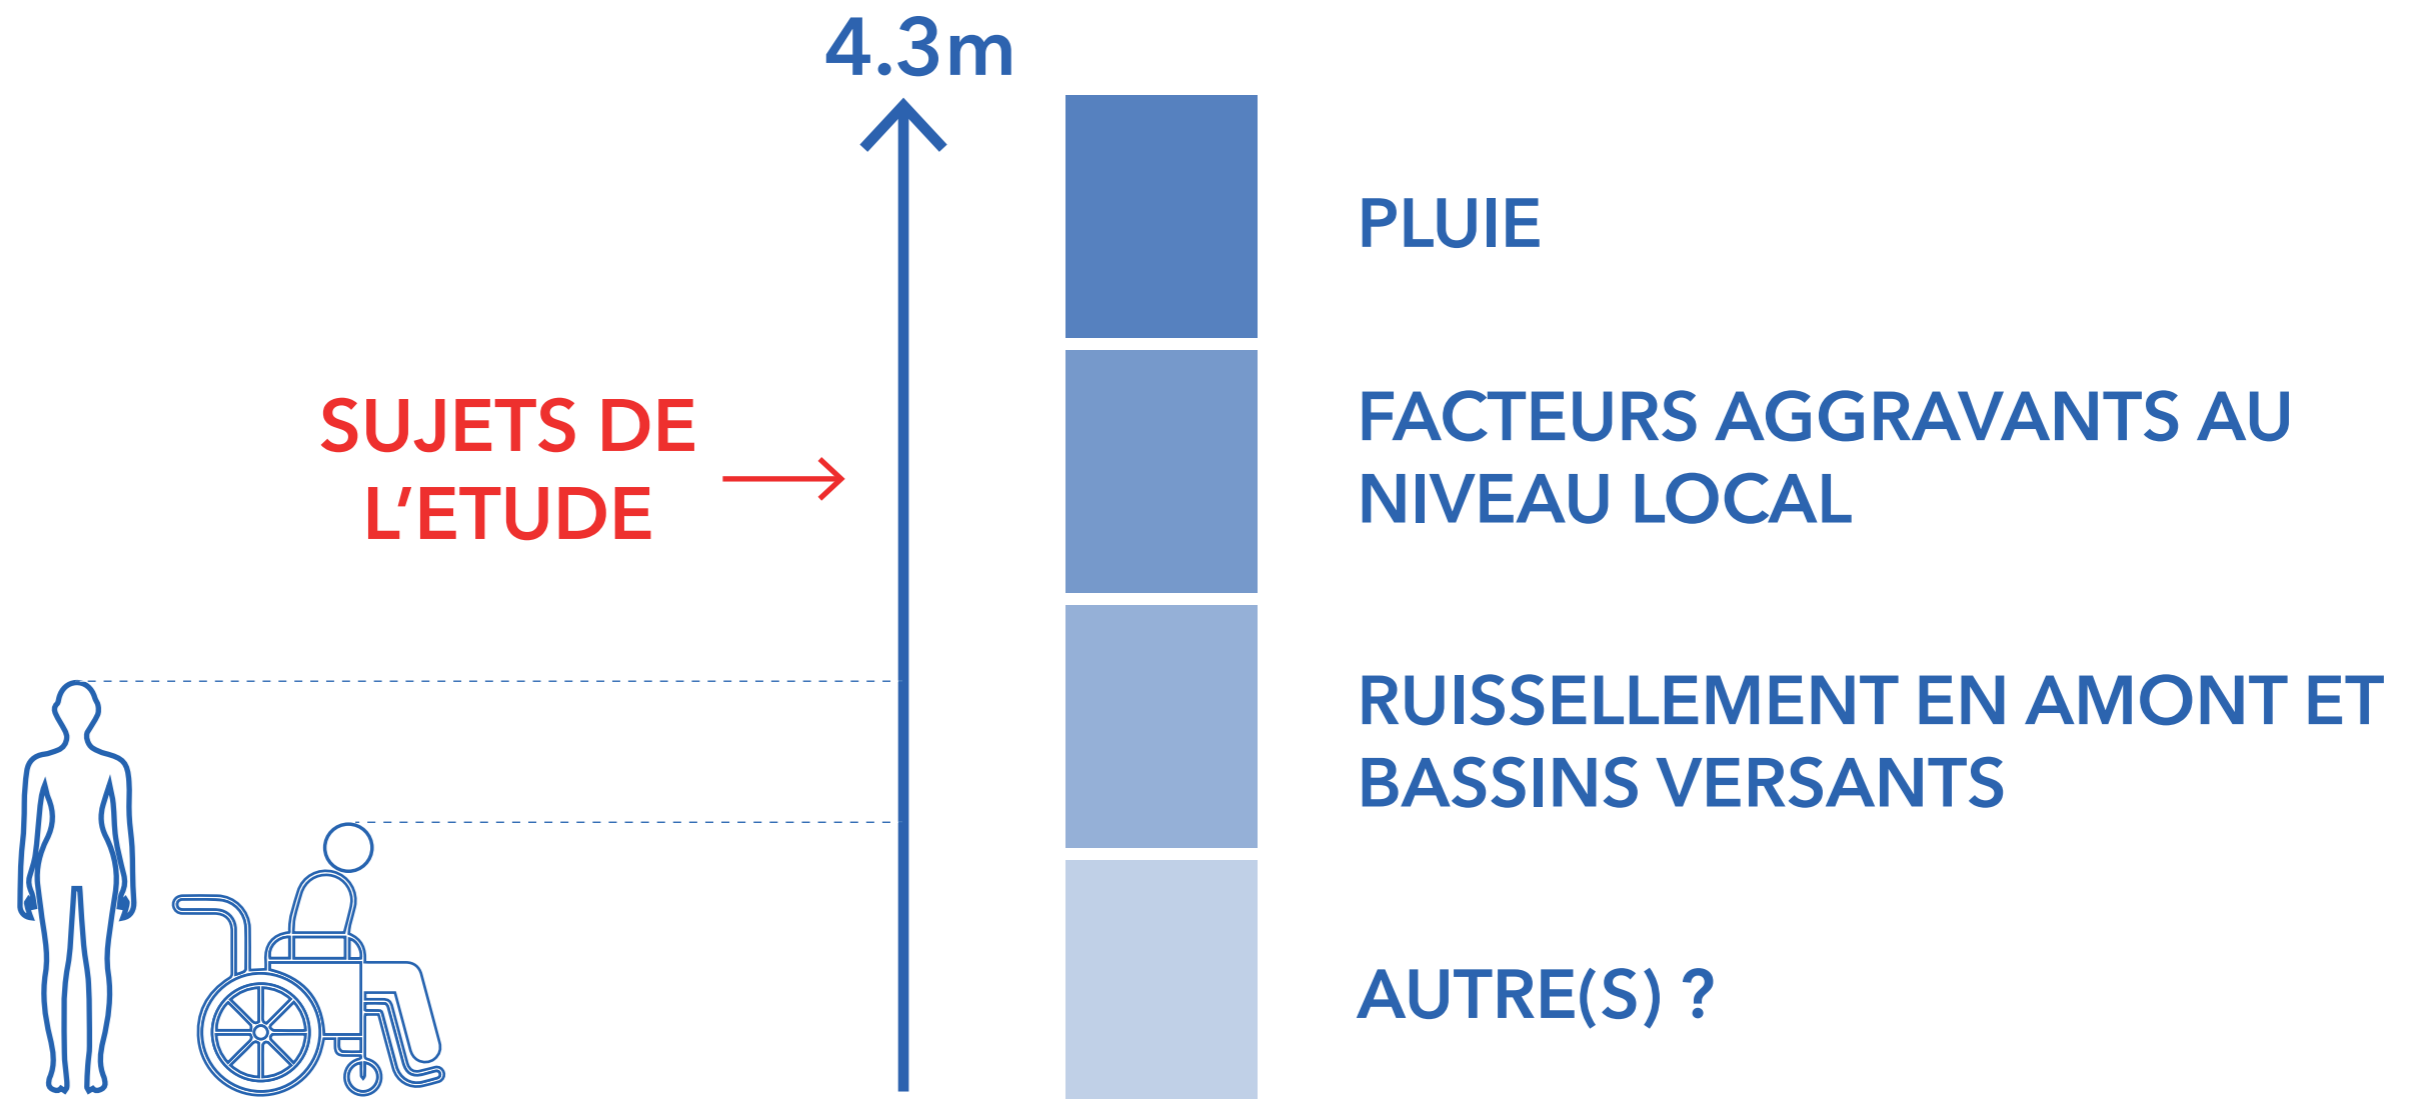 4.3m
PLUIE
SUJETS DE
L’ETUDE
FACTEURS AGGRAVANTS AU
NIVEAU LOCAL
RUISSELLEMENT EN AMONT ET
BASSINS VERSANTS
AUTRE(S) ?